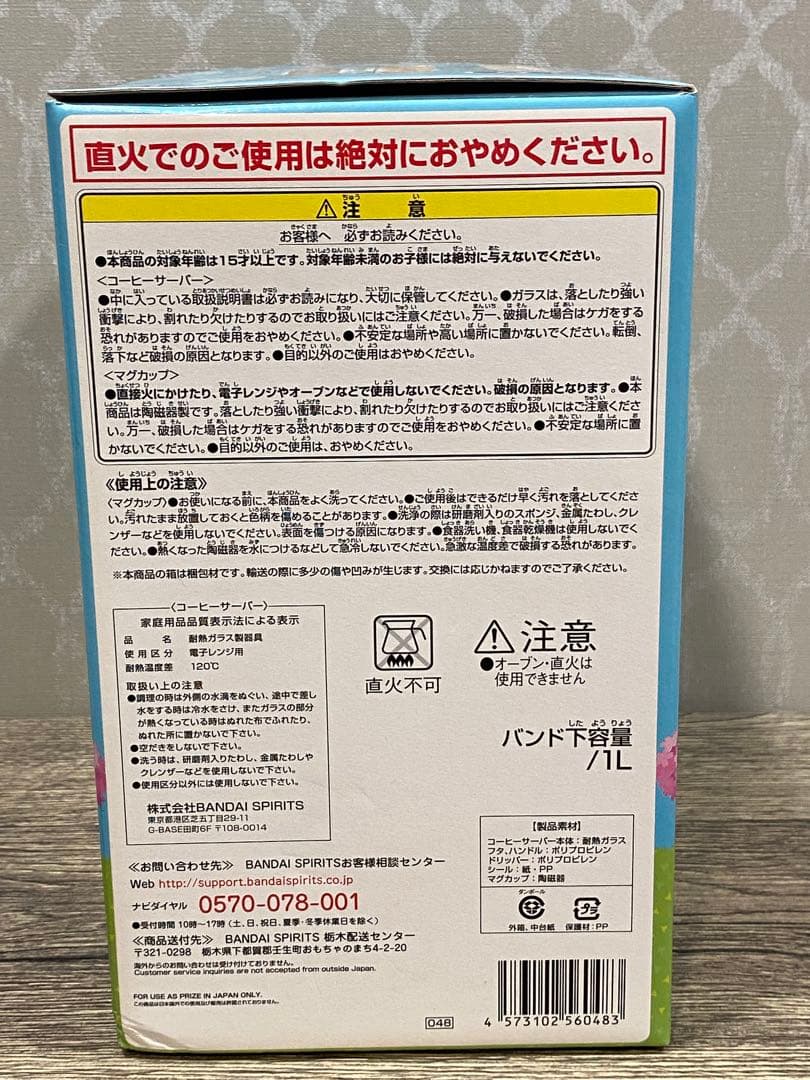 直火でのご使用は絶対におやめください。
⚠注意
お客様へ 必ずお読みください。
●本商品の対象年齢は15才以上です。対象年齢未満のお子様には絶対に与えないでください。
〈コーヒーサーバー〉
●中に入っている取扱説明書は必ずお読みになり、大切に保管してください。●ガラスは、落としたり強い
衝撃により、割れたり欠けたりするのでお取り扱いにはご注意ください。万一、破損した場合はケガをする
恐れがありますのでご使用をおやめください。●不安定な場所や高い場所に置かないでください。転倒、
落下など破損の原因となります。●目的以外のご使用はおやめください。
〈マグカップ〉
●直接火にかけたり、電子レンジやオーブンなどで使用しないでください。破損の原因となります。●本
商品は陶磁器製です。落としたり強い衝撃により、割れたり欠けたりするのでお取り扱いにはご注意くださ
い。万一、破損した場合はケガをする恐れがありますのでご使用をおやめください。●不安定な場所に置
かないでください。●目的以外のご使用は、おやめください。
《使用上の注意》
〈マグカップ〉●お使いになる前に、本商品をよく洗ってください。●ご使用後はできるだけ早く汚れを落としてくだ
さい。汚れたまま放置しておくと色柄を傷めることがあります。●洗浄の際は研磨剤入りのスポンジ、金属たわし、クレ
ンザーなどを使用しないでください。表面を傷つける原因になります。●食器洗い機、食器乾燥機は使用しないでく
ださい。●熱くなった陶磁器を水につけるなどして急冷しないでください。急激な温度差で破損する恐れがあります。
※本商品の箱は梱包材です。輸送の際に多少の傷や凹みが生じます。交換には応じかねますのでご了承ください。
〈コーヒーサーバー〉
家庭用品品質表示法による表示
品名 耐熱ガラス製器具
使用区分 電子レンジ用
耐熱温度差 120℃
取扱い上の注意
●調理の時は外側の水滴をぬぐい、途中で差し
水をする時は冷水をさけ、またガラスの部分
が熱くなっている時はぬれた布でふれたり、
ぬれた所に置かないで下さい。
●空だきをしないで下さい。
●洗う時は、研磨剤入りたわし、金属たわしや
クレンザーなどを使用しないで下さい。
●使用区分以外には使用しないで下さい。
株式会社BANDAI SPIRITS
東京都港区芝五丁目29-11
G-BASE田町6F 〒108-0014
直火不可
⚠注意
●オーブン・直火は
使用できません
バンド下容量
/1L
【製品素材】
コーヒーサーバー本体:耐熱ガラス
フタ、ハンドル:ポリプロピレン
ドリッパー:ポリプロピレン
シール:紙・PP
マグカップ:陶磁器
ダンボール
外箱、中台紙
プラ
保護材:PP
≪お問い合わせ先≫ BANDAI SPIRITSお客様相談センター
Web http://support.bandaispirits.co.jp
ナビダイヤル 0570-078-001
●受付時間 10時〜17時(土、日、祝日、夏季・冬季休業日を除く)
≪商品送付先≫ BANDAI SPIRITS 栃木配送センター
〒321-0298 栃木県下都賀郡壬生町おもちゃのまち4-2-20
海外からのお問い合わせは受け付けておりません。
Customer service inquiries are not accepted from outside Japan.
FOR USE AS PRIZE IN JAPAN ONLY.
この商品は日本国外での使用及び販売は許諾されておりません。
048
4 573102 560483